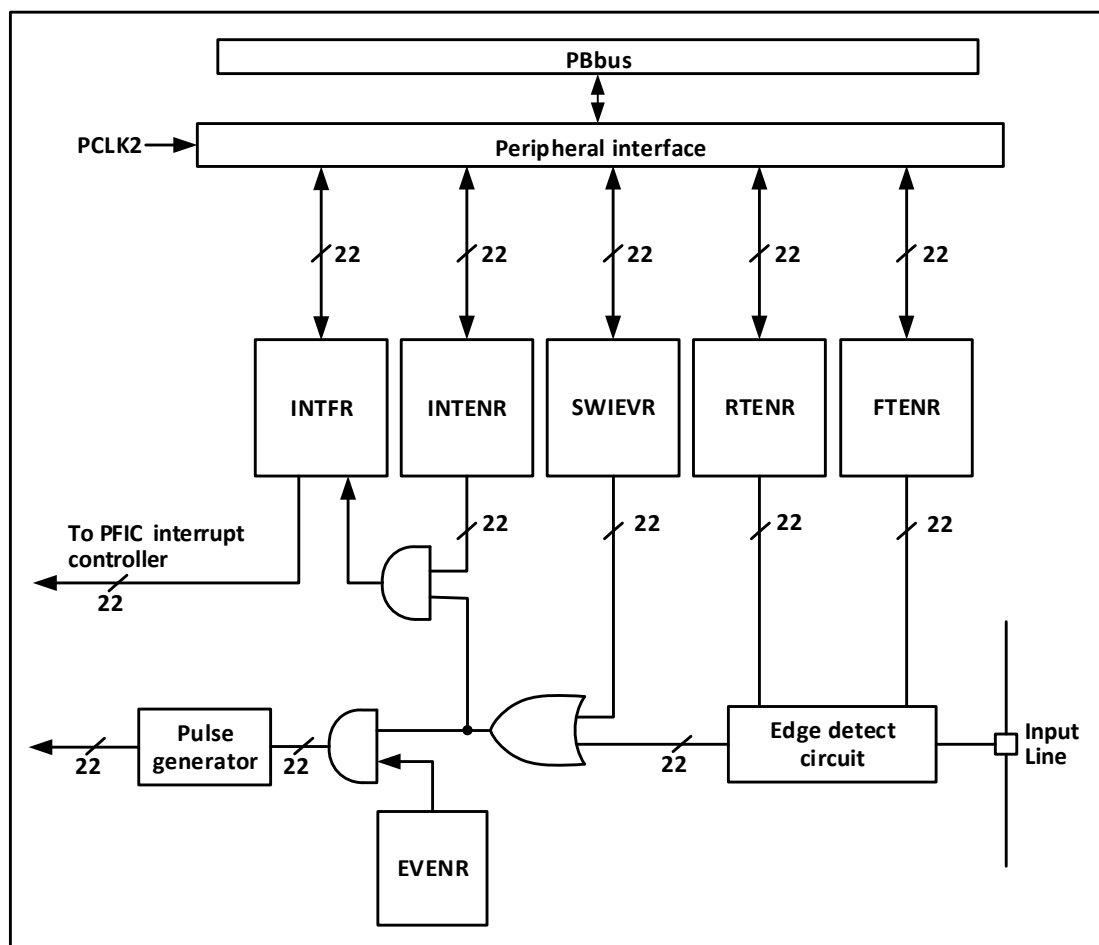 PBbus
PCLK2
Peripheral interface
22
22
22
22
22
INTFR
INTENR
SWIEVR
RTENR
FTENR
To PFIC interrupt
controller
22
22
22
22
22
Pulse
generator
22
22
Edge detect
circuit
22
Input
Line
EVENR